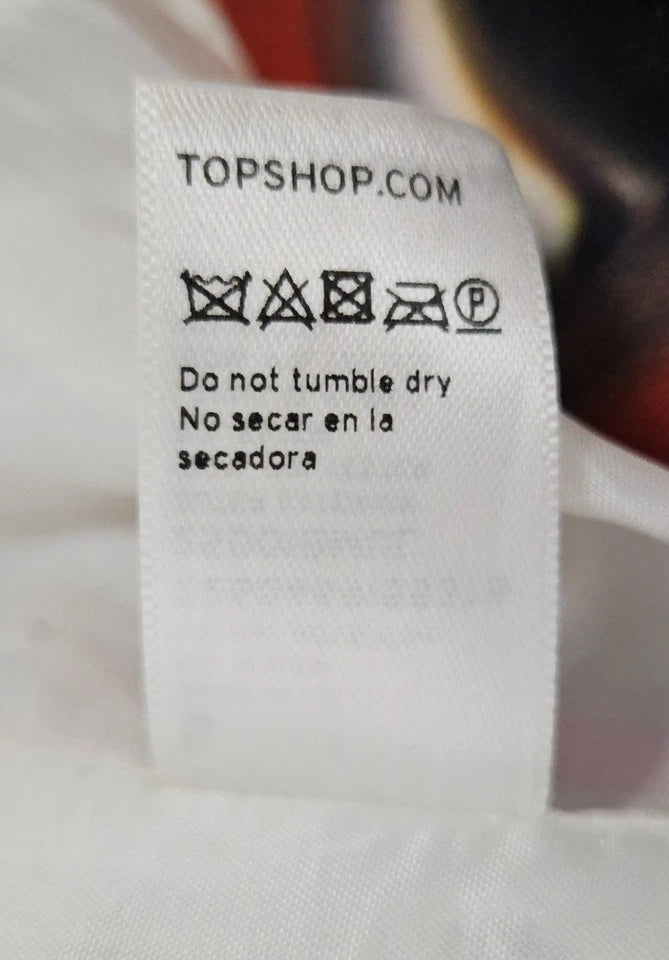 TOPSHOP.COM
P
Do not tumble dry
No secar en la
secadora